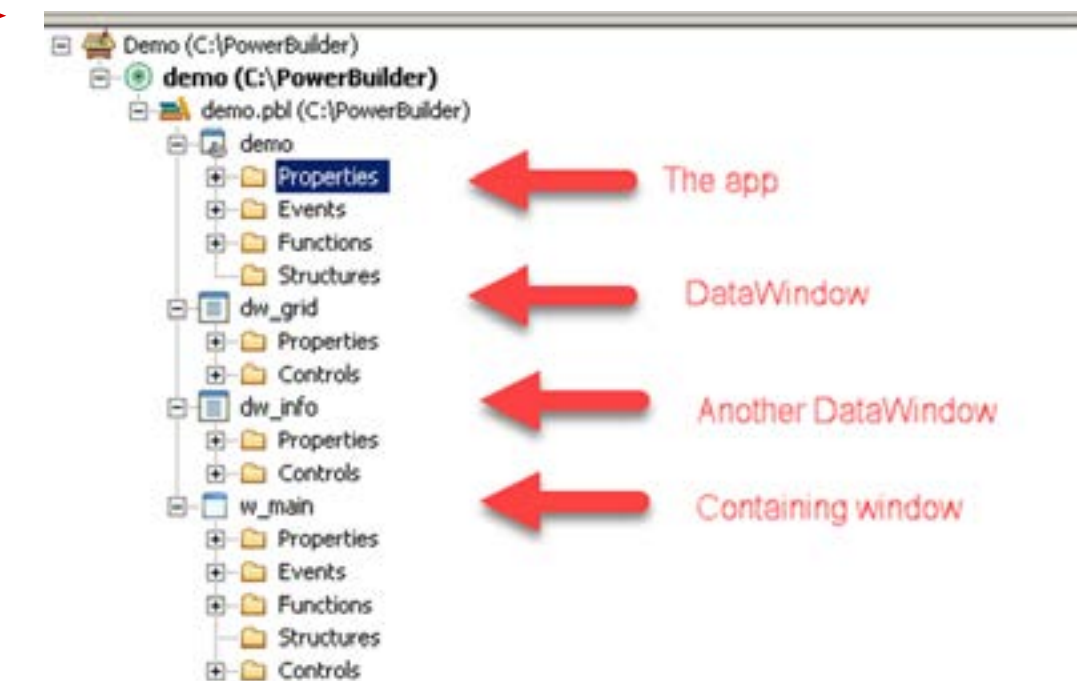 Demo (C:\PowerBuilder)
demo (C:\PowerBuilder)
demo.pbl (C:\PowerBuilder)
demo
Properties
The app
Events
Functions
Structures
DataWindow
dw_grid
Properties
Controls
dw_info
Another DataWindow
Properties
Controls
w_main
Containing window
Properties
Events
Functions
Structures
Controls